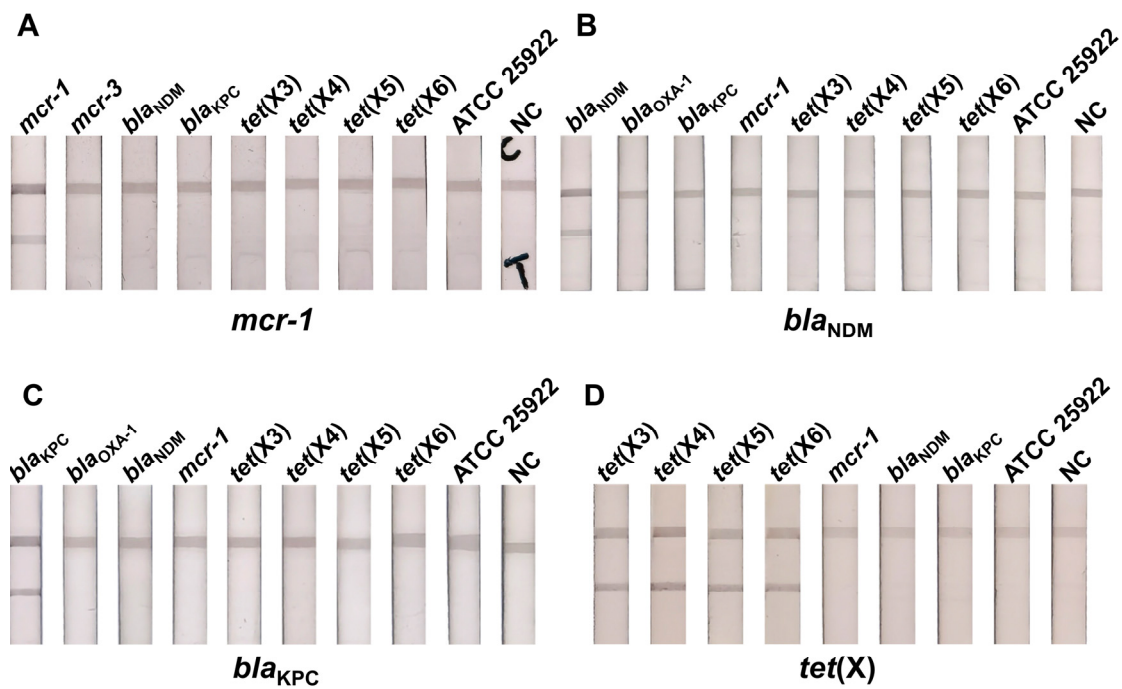 A
mcr-1 mcr-3 blaNDM blaKPC tet(X3) tet(X4) tet(X5) tet(X6) ATCC 25922 NC
C
T
mcr-1
B
blaNDM blaOXA-1 blaKPC mcr-1 tet(X3) tet(X4) tet(X5) tet(X6) ATCC 25922 NC
blaNDM
C
blaKPC blaOXA-1 blaNDM mcr-1 tet(X3) tet(X4) tet(X5) tet(X6) ATCC 25922 NC
blaKPC
D
tet(X3) tet(X4) tet(X5) tet(X6) mcr-1 blaNDM blaKPC ATCC 25922 NC
tet(X)